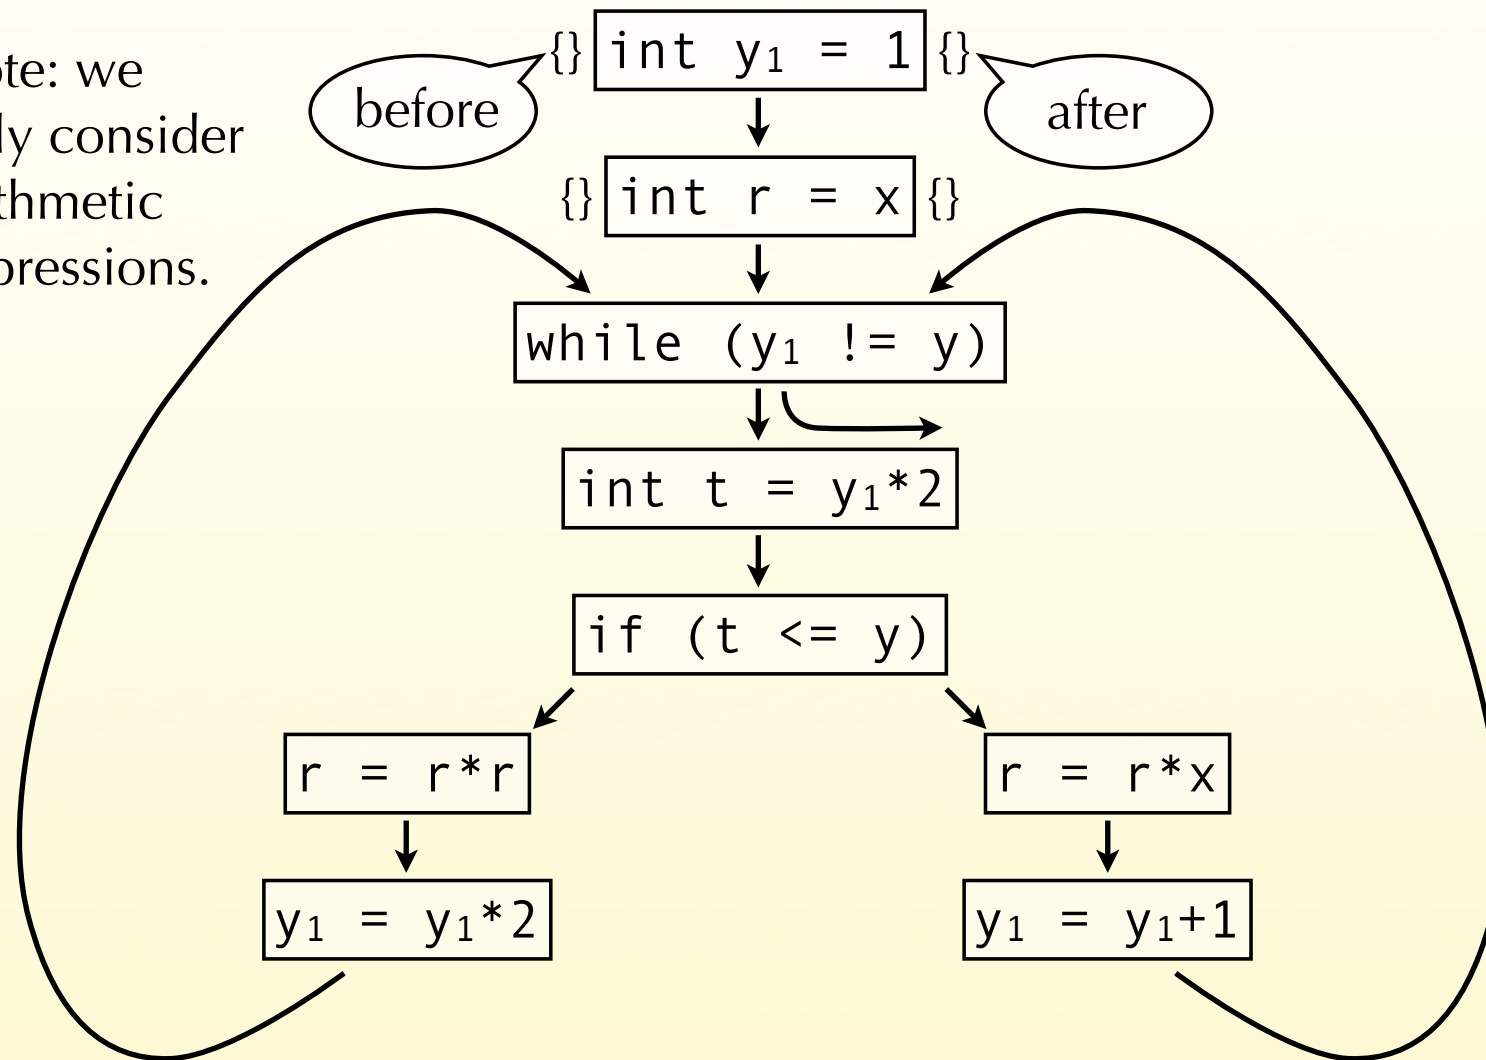 ote: we
ly consider
thmetic
pressions.
before
{} int y₁ = 1 {}
after
{} int r = x {}
while (y₁ != y)
int t = y₁*2
if (t <= y)
r = r*r
r = r*x
y₁ = y₁*2
y₁ = y₁+1